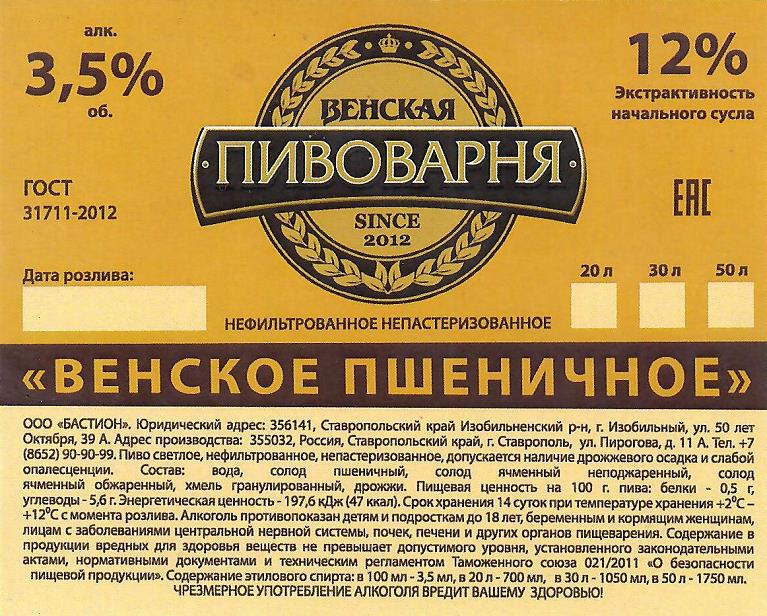 алк.
3,5%
об.
12%
Экстрактивность
начального сусла
ВЕНСКАЯ
·ПИВОВАРНЯ·
SINCE
2012
ГОСТ
31711-2012
EAC
Дата розлива:
20 л 30 л 50 л
НЕФИЛЬТРОВАННОЕ НЕПАСТЕРИЗОВАННОЕ
«ВЕНСКОЕ ПШЕНИЧНОЕ»
ООО «БАСТИОН». Юридический адрес: 356141, Ставропольский край Изобильненский р-н, г. Изобильный, ул. 50 лет
Октября, 39 А. Адрес производства: 355032, Россия, Ставропольский край, г. Ставрополь, ул. Пирогова, д. 11 А. Тел. +7
(8652) 90-90-99. Пиво светлое, нефильтрованное, непастеризованное, допускается наличие дрожжевого осадка и слабой
опалесценции. Состав: вода, солод пшеничный, солод ячменный неподжаренный, солод
ячменный обжаренный, хмель гранулированный, дрожжи. Пищевая ценность на 100 г. пива: белки - 0,5 г,
углеводы - 5,6 г. Энергетическая ценность - 197,6 кДж (47 ккал). Срок хранения 14 суток при температуре хранения +2⁰С –
+12⁰С с момента розлива. Алкоголь противопоказан детям и подросткам до 18 лет, беременным и кормящим женщинам,
лицам с заболеваниями центральной нервной системы, почек, печени и других органов пищеварения. Содержание в
продукции вредных для здоровья веществ не превышает допустимого уровня, установленного законодательными
актами, нормативными документами и техническим регламентом Таможенного союза 021/2011 «О безопасности
пищевой продукции». Содержание этилового спирта: в 100 мл - 3,5 мл, в 20 л - 700 мл, в 30 л - 1050 мл, в 50 л - 1750 мл.
ЧРЕЗМЕРНОЕ УПОТРЕБЛЕНИЕ АЛКОГОЛЯ ВРЕДИТ ВАШЕМУ ЗДОРОВЬЮ!